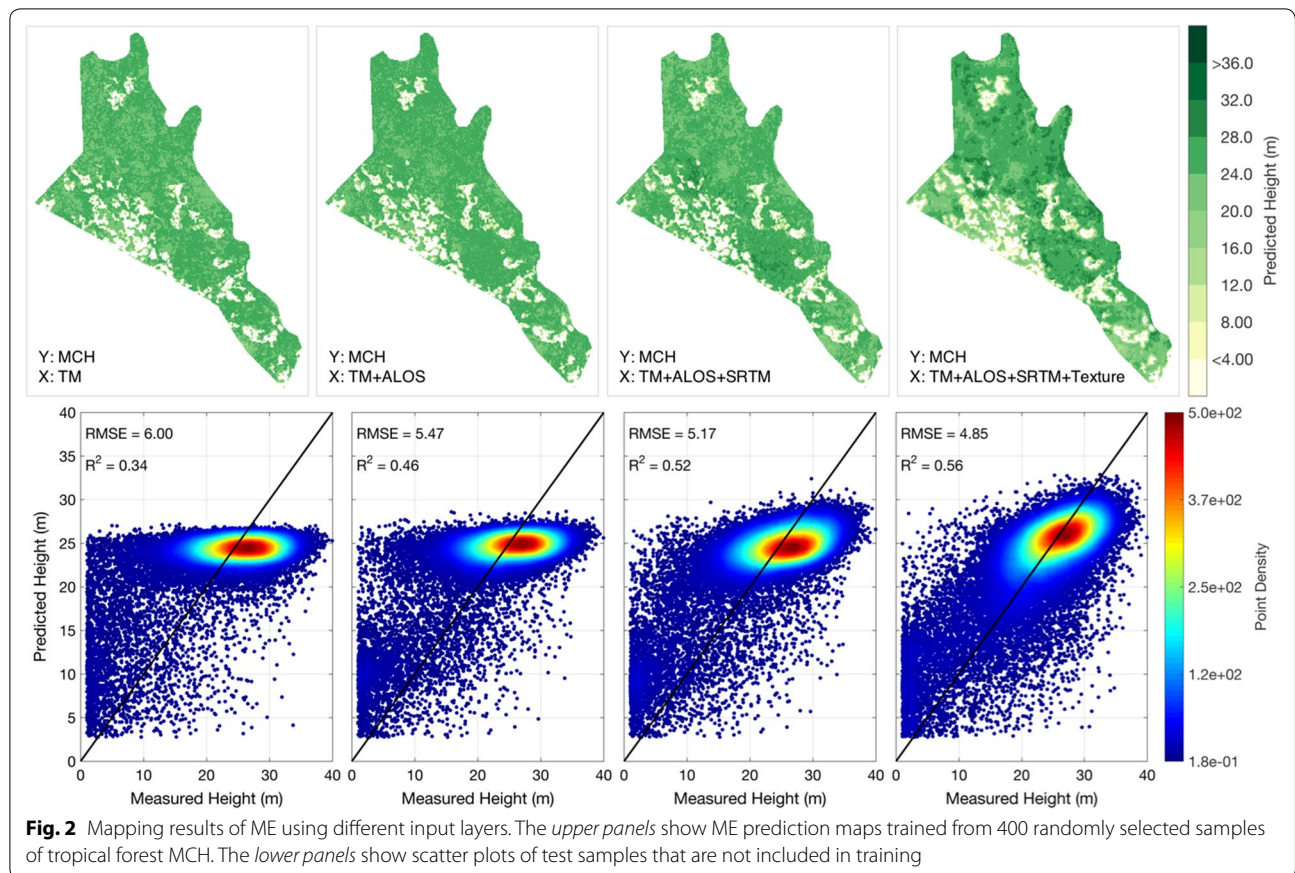 Y: MCH
X: TM
Y: MCH
X: TM+ALOS
Y: MCH
X: TM+ALOS+SRTM
Y: MCH
X: TM+ALOS+SRTM+Texture
>36.0
32.0
28.0
24.0
20.0
16.0
12.0
8.00
<4.00
Predicted Height (m)
RMSE = 6.00
R² = 0.34
RMSE = 5.47
R² = 0.46
RMSE = 5.17
R² = 0.52
RMSE = 4.85
R² = 0.56
40
35
30
25
20
15
10
5
0
Predicted Height (m)
0 10 20 30 40
0 10 20 30 40
0 10 20 30 40
0 10 20 30 40
Measured Height (m)
Measured Height (m)
Measured Height (m)
Measured Height (m)
5.0e+02
3.7e+02
2.5e+02
1.2e+02
1.8e-01
Point Density
Fig. 2 Mapping results of ME using different input layers. The upper panels show ME prediction maps trained from 400 randomly selected samples
of tropical forest MCH. The lower panels show scatter plots of test samples that are not included in training